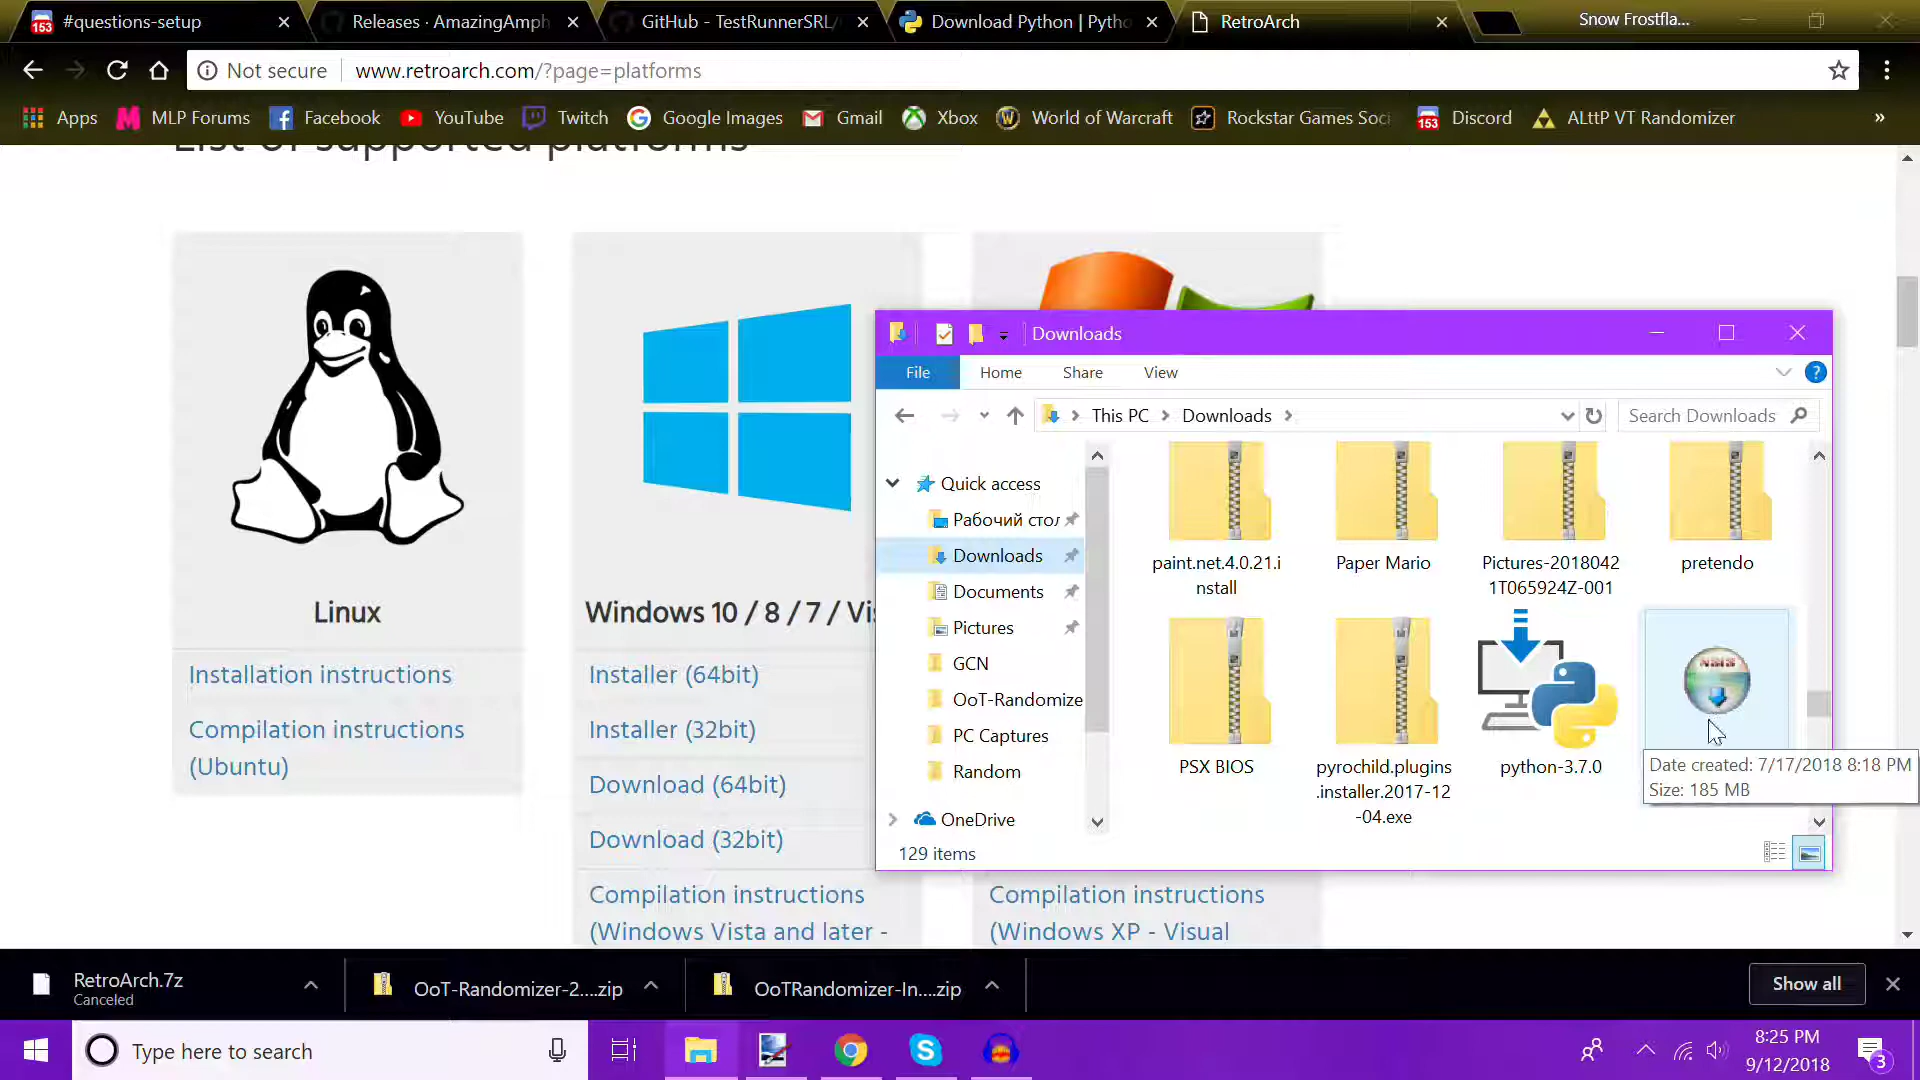 #questions-setup
Releases · AmazingAmph
GitHub - TestRunnerSRL/
Download Python | Pytho
RetroArch
Snow Frostfla...
Not secure
www.retroarch.com/?page=platforms
Apps
MLP Forums
Facebook
YouTube
Twitch
Google Images
Gmail
Xbox
World of Warcraft
Rockstar Games Soci
153
Discord
ALttP VT Randomizer
»
List of supported platforms
Linux
Installation instructions
Compilation instructions
(Ubuntu)
Windows 10 / 8 / 7 / Vis
Installer (64bit)
Installer (32bit)
Download (64bit)
Download (32bit)
Compilation instructions
(Windows Vista and later -
Compilation instructions
(Windows XP - Visual
Downloads
File
Home
Share
View
This PC
Downloads
Search Downloads
Quick access
Рабочий стол
Downloads
Documents
Pictures
GCN
OoT-Randomize
PC Captures
Random
OneDrive
129 items
paint.net.4.0.21.i
nstall
Paper Mario
Pictures-2018042
1T065924Z-001
pretendo
PSX BIOS
pyrochild.plugins
.installer.2017-12
-04.exe
python-3.7.0
NSIS
Date created: 7/17/2018 8:18 PM
Size: 185 MB
RetroArch.7z
Canceled
OoT-Randomizer-2....zip
OoTRandomizer-In....zip
Show all
Type here to search
8:25 PM
9/12/2018
3